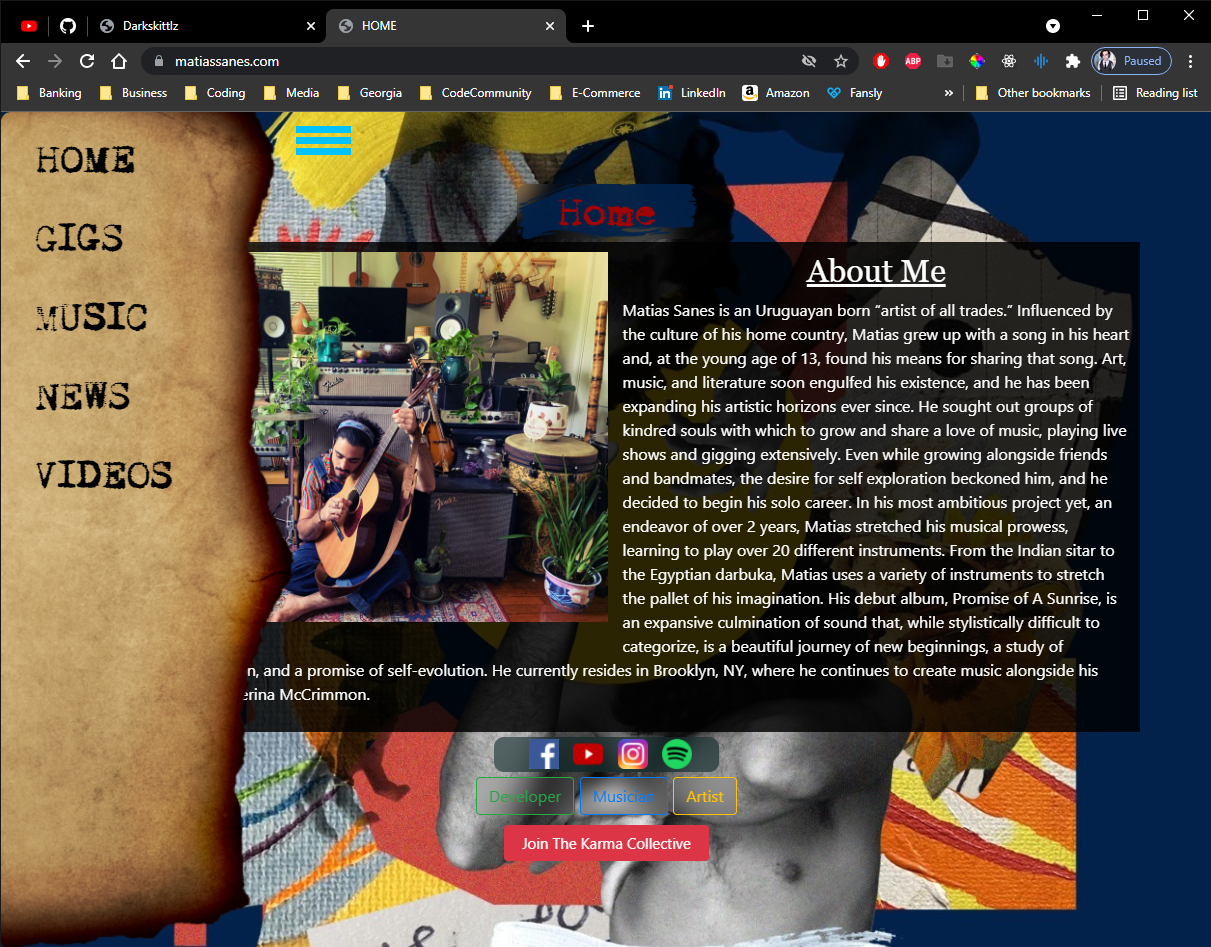 Darkskittlz
HOME
matiassanes.com
ABP
Paused
Banking
Business
Coding
Media
Georgia
CodeCommunity
E-Commerce
LinkedIn
Amazon
Fansly
Other bookmarks
Reading list
HOME
GIGS
MUSIC
NEWS
VIDEOS
Home
About Me
Matias Sanes is an Uruguayan born “artist of all trades.” Influenced by
the culture of his home country, Matias grew up with a song in his heart
and, at the young age of 13, found his means for sharing that song. Art,
music, and literature soon engulfed his existence, and he has been
expanding his artistic horizons ever since. He sought out groups of
kindred souls with which to grow and share a love of music, playing live
shows and gigging extensively. Even while growing alongside friends
and bandmates, the desire for self exploration beckoned him, and he
decided to begin his solo career. In his most ambitious project yet, an
endeavor of over 2 years, Matias stretched his musical prowess,
learning to play over 20 different instruments. From the Indian sitar to
the Egyptian darbuka, Matias uses a variety of instruments to stretch
the pallet of his imagination. His debut album, Promise of A Sunrise, is
an expansive culmination of sound that, while stylistically difficult to
categorize, is a beautiful journey of new beginnings, a study of
n, and a promise of self-evolution. He currently resides in Brooklyn, NY, where he continues to create music alongside his
erina McCrimmon.
Developer
Musician
Artist
Join The Karma Collective